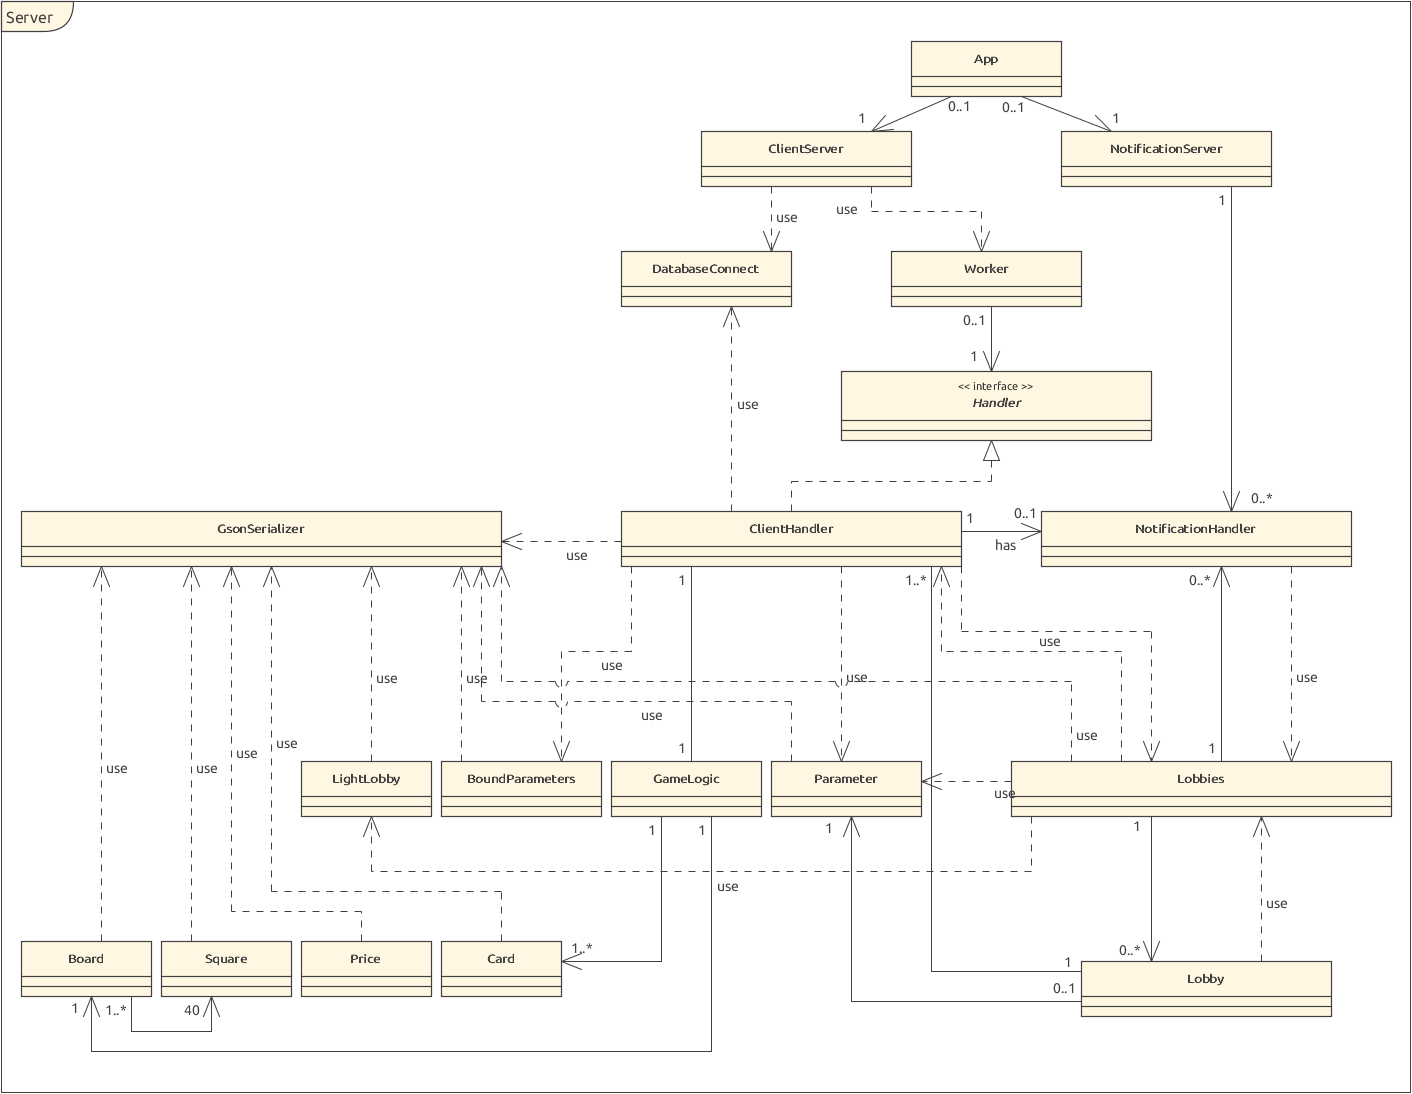 Server
App
0..1
0..1
1
1
ClientServer
NotificationServer
1
use
use
DatabaseConnect
Worker
0..1
1
<< interface >>
Handler
use
0..*
GsonSerializer
ClientHandler
NotificationHandler
1
0..1
has
use
1
1..*
0..*
use
use
use
use
use
use
use
use
1
1
use
use
use
use
LightLobby
BoundParameters
GameLogic
Parameter
Lobbies
use
1
1
1
1
use
use
1..*
0..*
Board
Square
Price
Card
1
0..1
Lobby
1
1..*
40